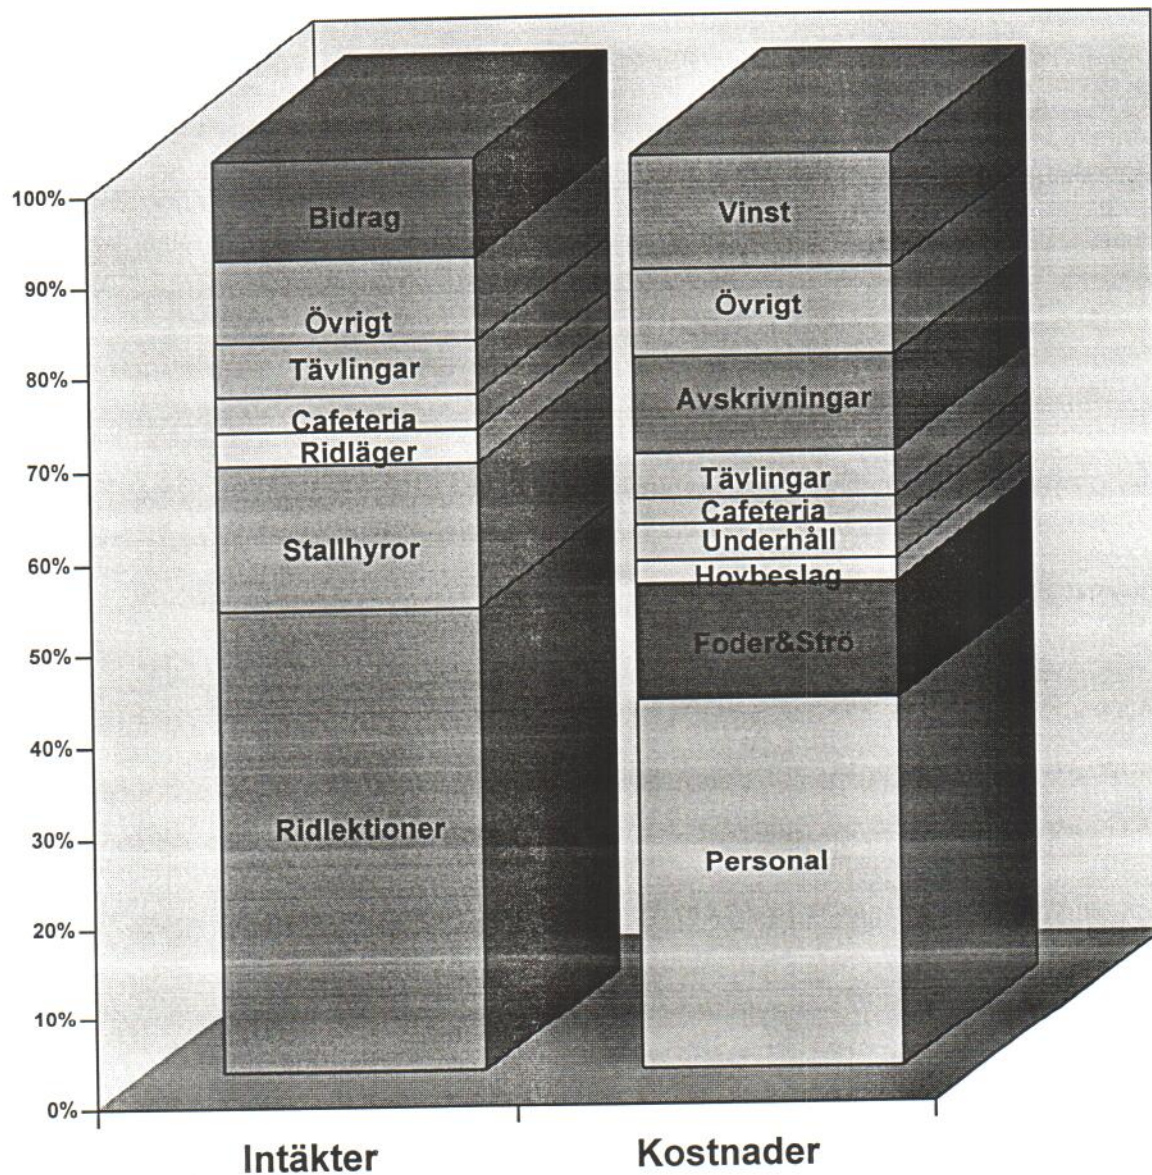 100%
90%
80%
70%
60%
50%
40%
30%
20%
10%
0%
Bidrag
Övrigt
Tävlingar
Cafeteria
Ridläger
Stallhyror
Ridlektioner
Vinst
Övrigt
Avskrivningar
Tävlingar
Cafeteria
Underhåll
Hovbeslag
Foder&Strö
Personal
Intäkter
Kostnader